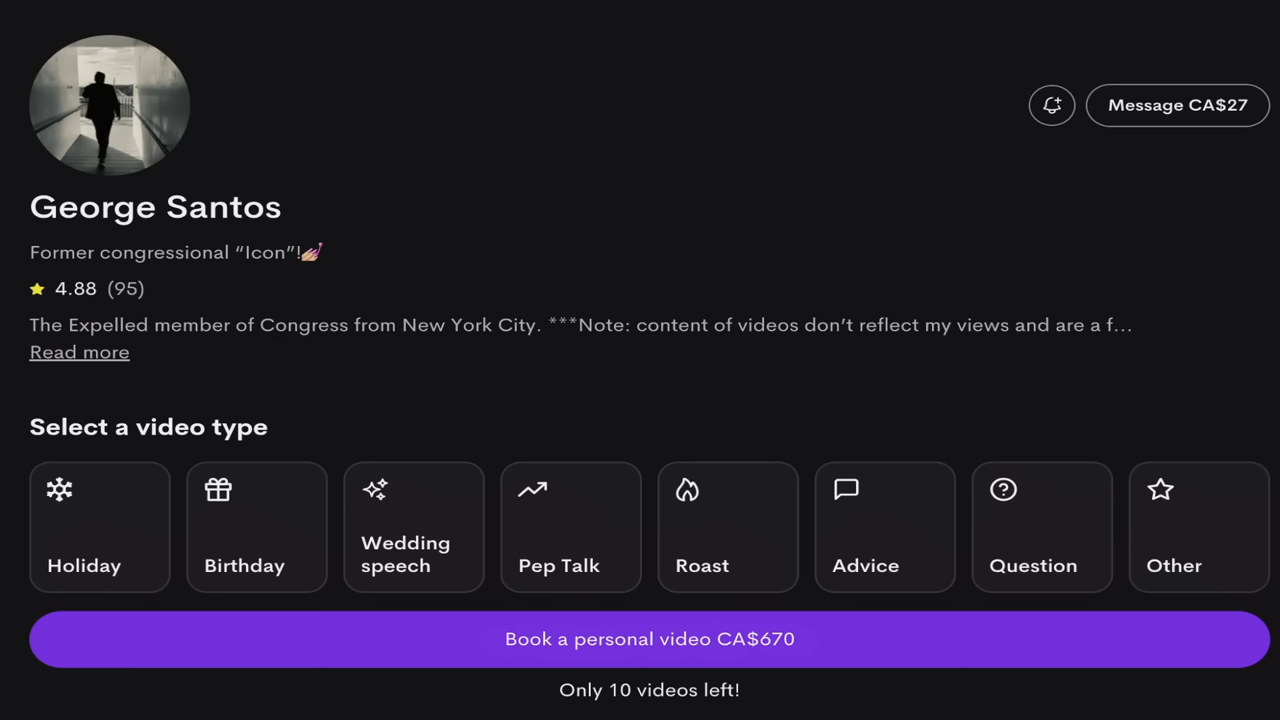 Message CA$27
George Santos
Former congressional “Icon”!💅🏼
4.88 (95)
The Expelled member of Congress from New York City. ***Note: content of videos don’t reflect my views and are a f...
Read more
Select a video type
Holiday
Birthday
Wedding
speech
Pep Talk
Roast
Advice
Question
Other
Book a personal video CA$670
Only 10 videos left!